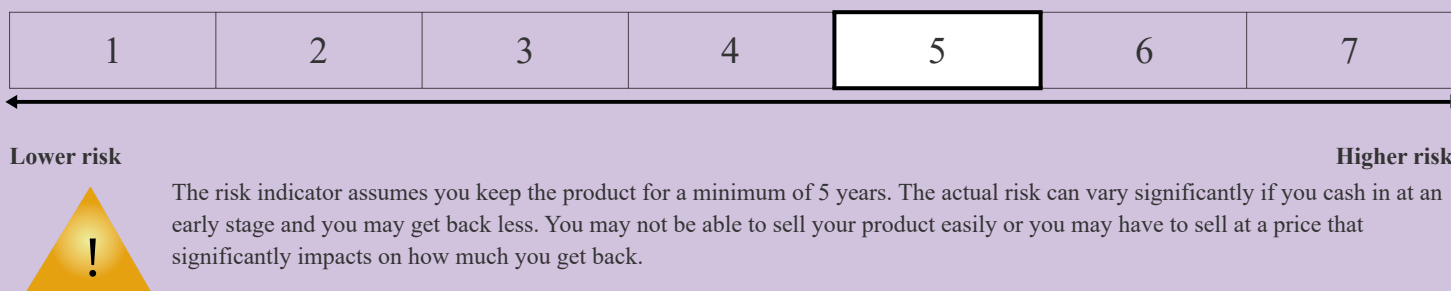 1 2 3 4 5 6 7
Lower risk Higher risk
The risk indicator assumes you keep the product for a minimum of 5 years. The actual risk can vary significantly if you cash in at an
early stage and you may get back less. You may not be able to sell your product easily or you may have to sell at a price that
significantly impacts on how much you get back.
!